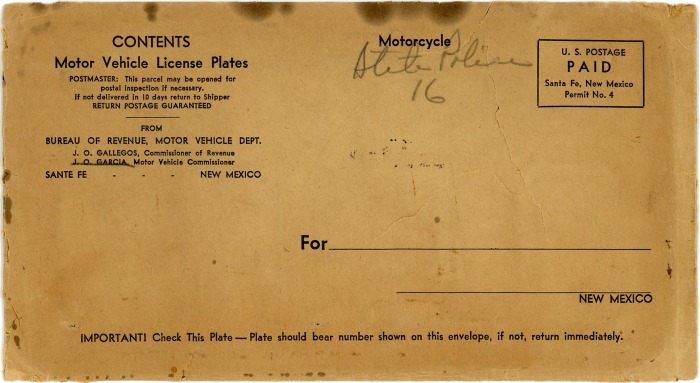 CONTENTS
Motor Vehicle License Plates
POSTMASTER: This parcel may be opened for
postal inspection if necessary.
If not delivered in 10 days return to Shipper
RETURN POSTAGE GUARANTEED
FROM
BUREAU OF REVENUE, MOTOR VEHICLE DEPT.
J. O. GALLEGOS, Commissioner of Revenue
J. O. GARCIA, Motor Vehicle Commissioner
SANTE FE - - - NEW MEXICO
Motorcycle
State Police
16
U. S. POSTAGE
PAID
Santa Fe, New Mexico
Permit No. 4
For
NEW MEXICO
IMPORTANT! Check This Plate — Plate should bear number shown on this envelope, if not, return immediately.